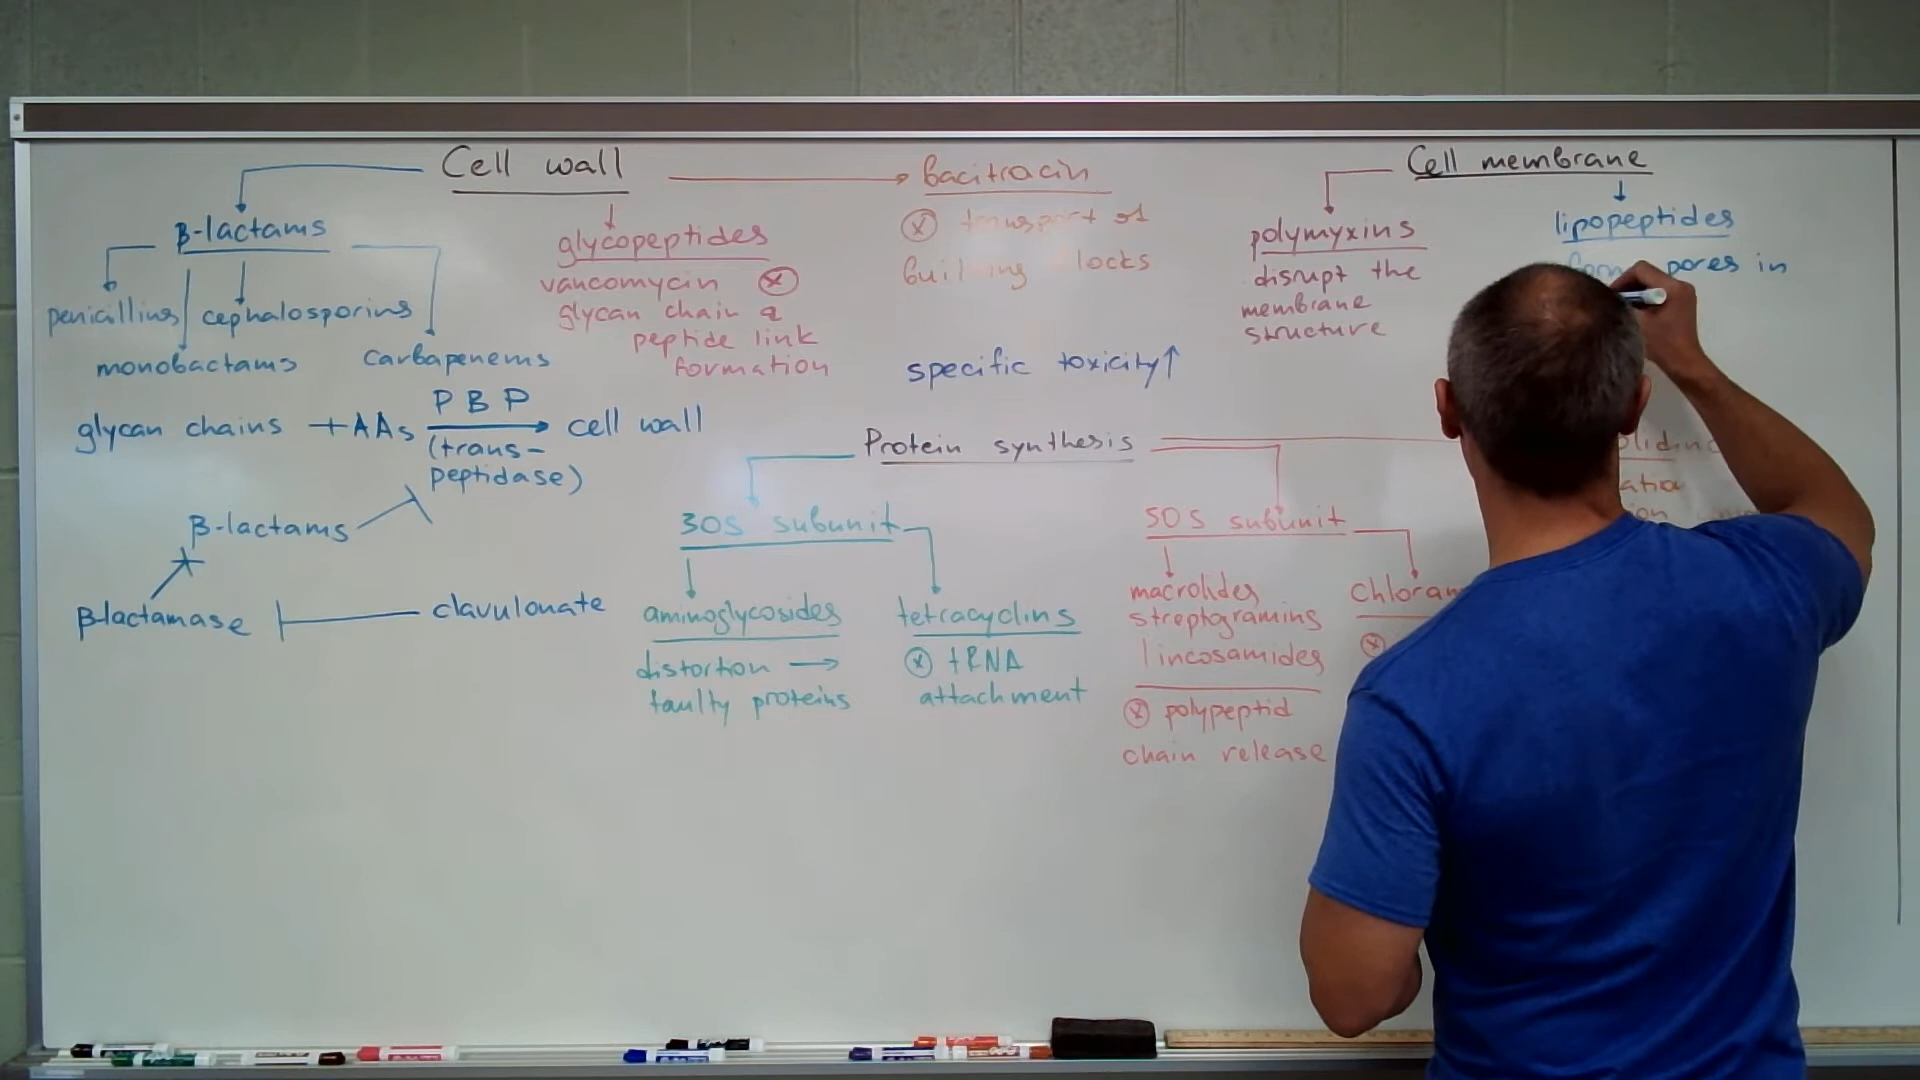 Cell wall
β-lactams
penicillins
cephalosporins
monobactams
carbapenems
glycan chains + AAs
PBP
(trans-
peptidase)
cell wall
β-lactams
β-lactamase
clavulonate
glycopeptides
vancomycin ⓧ
glycan chain &
peptide link
formation
bacitracin
ⓧ transport of
specific toxicity↑
Cell membrane
polymyxins
disrupt the
membrane
structure
lipopeptides
pores in
Protein synthesis
30S subunit
aminoglycosides
distortion →
faulty proteins
tetracyclins
ⓧ tRNA
attachment
50S subunit
macrolides
streptogramins
lincosamides
ⓧ polypeptid
chain release
ⓧ